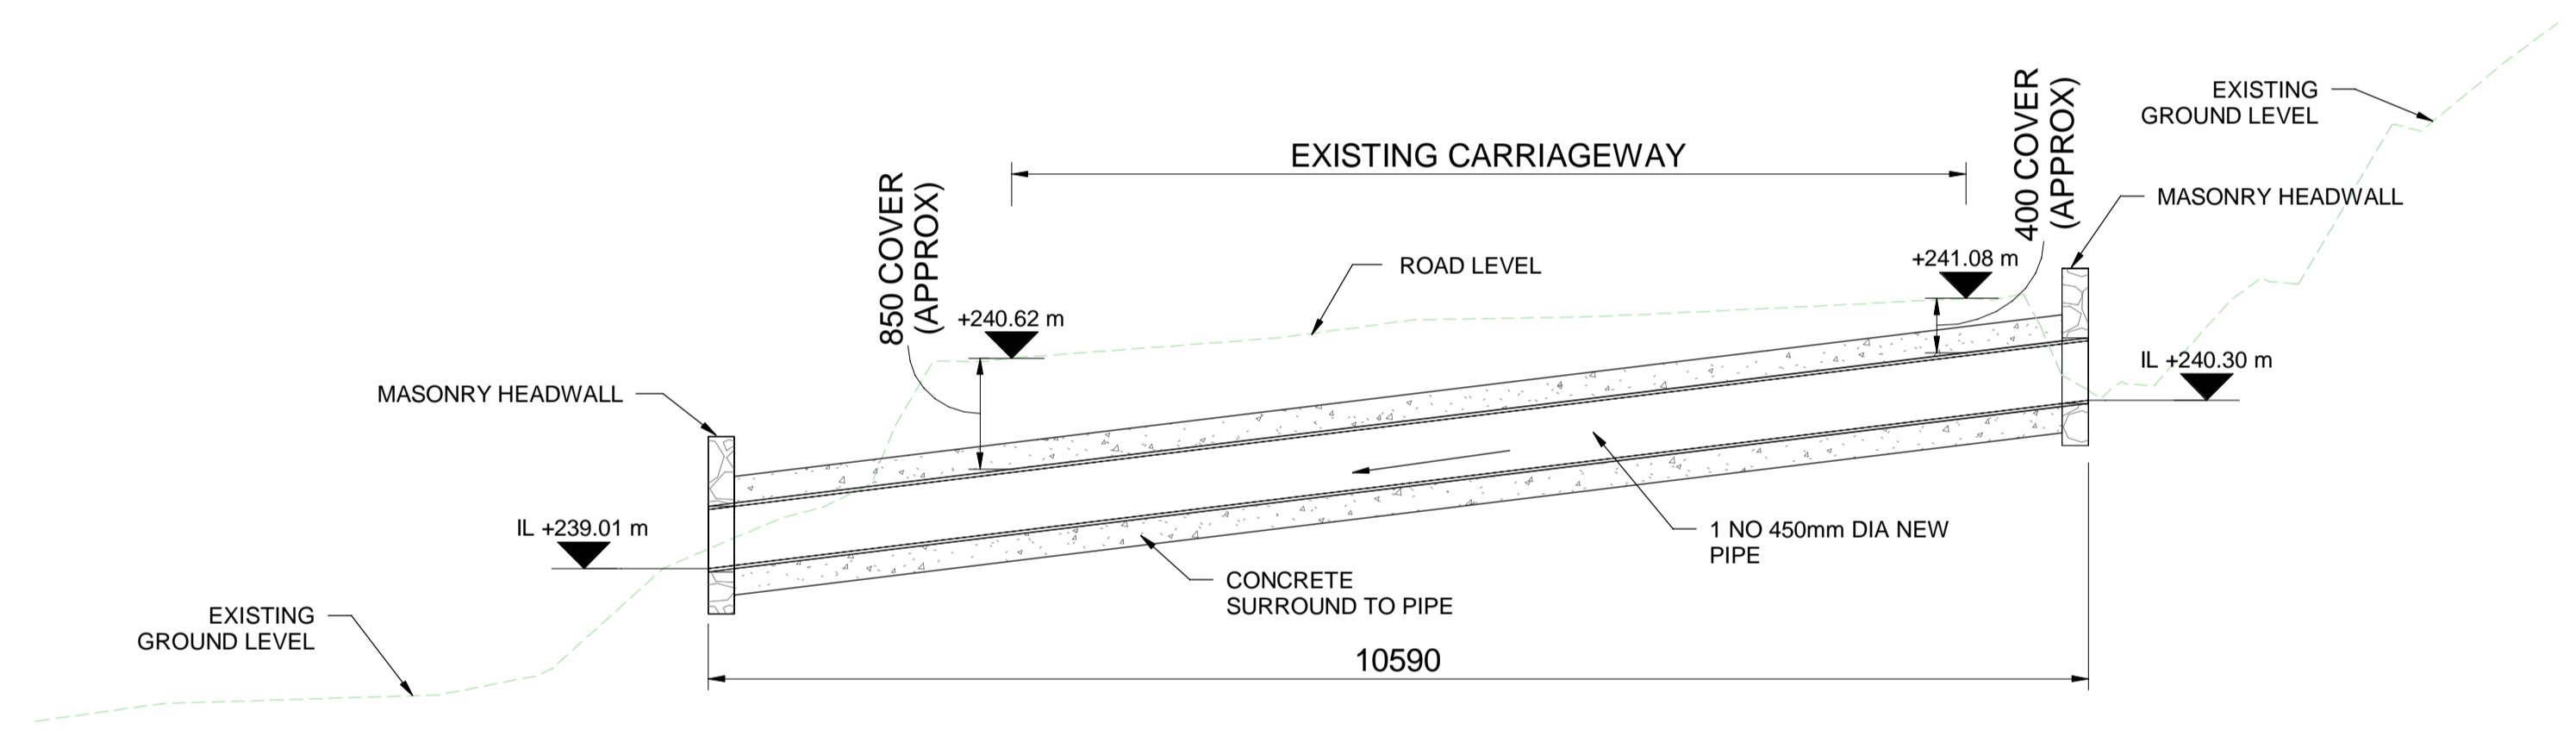 EXISTING
GROUND LEVEL
400 COVER
(APPROX)
EXISTING CARRIAGEWAY
MASONRY HEADWALL
850 COVER
(APPROX)
ROAD LEVEL
+241.08 m
+240.62 m
IL +240.30 m
MASONRY HEADWALL
IL +239.01 m
1 NO 450mm DIA NEW
PIPE
CONCRETE
SURROUND TO PIPE
EXISTING
GROUND LEVEL
10590